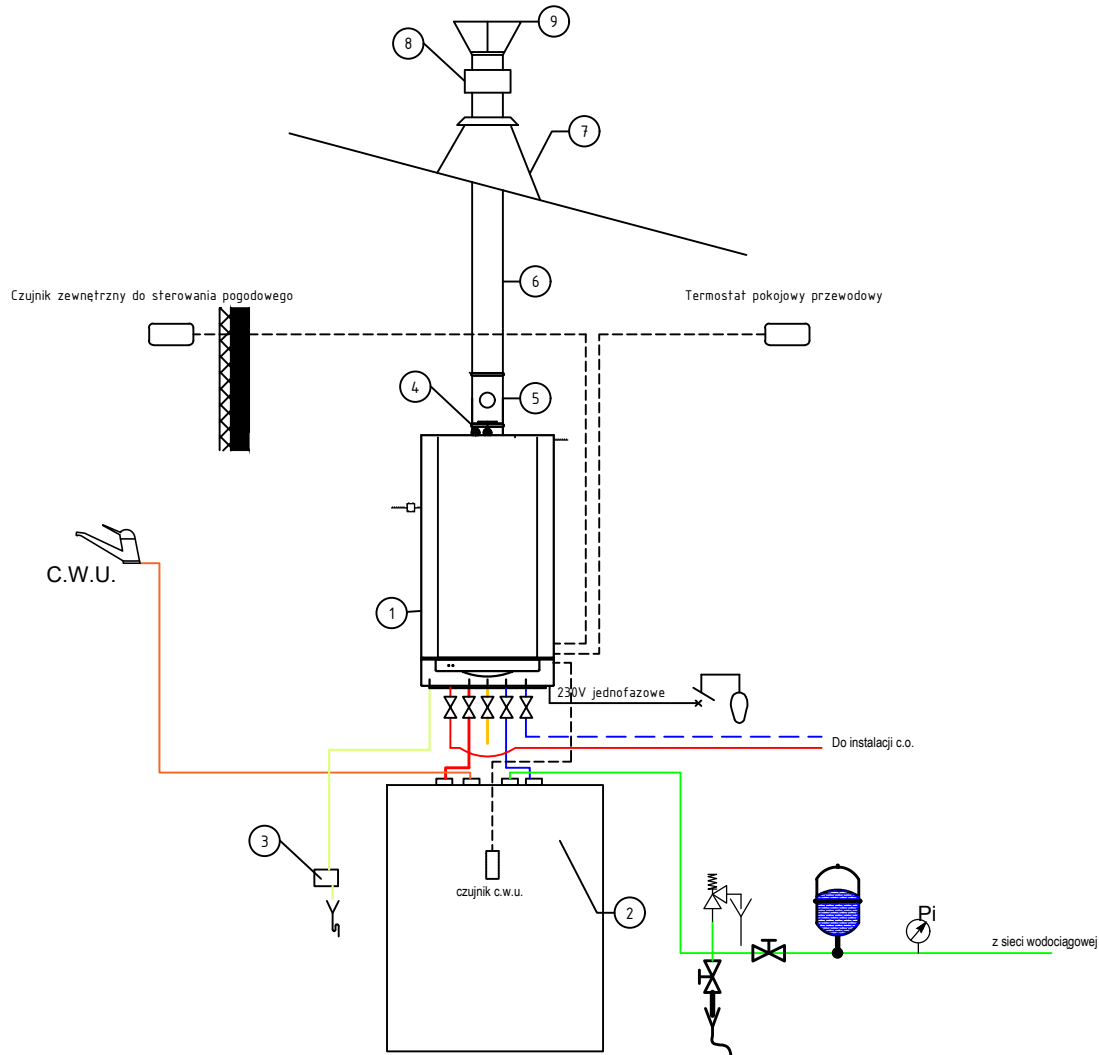 9
8
7
6
Czujnik zewnętrzny do sterowania pogodowego
Termostat pokojowy przewodowy
4
5
C.W.U.
1
230V jednofazowe
Do instalacji c.o.
3
czujnik c.w.u.
2
Pi
z sieci wodociągowej